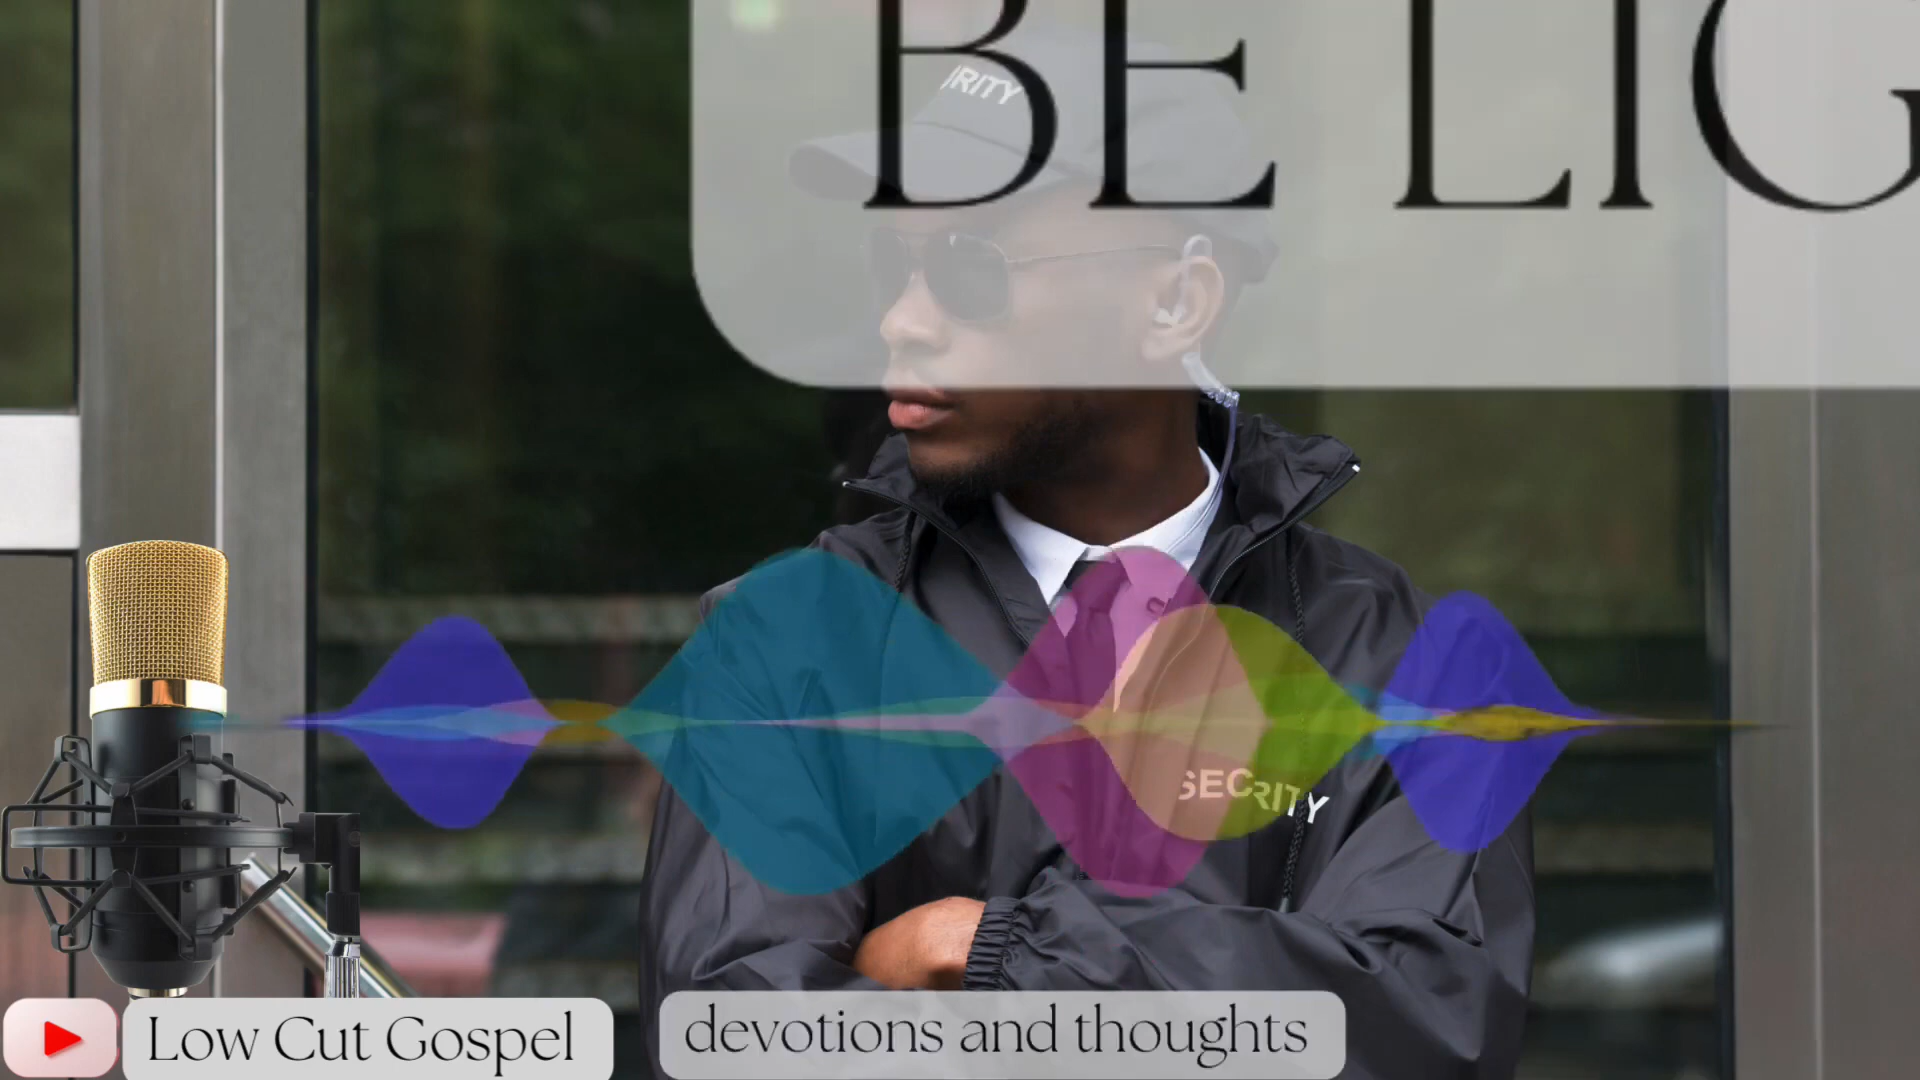 BE LIG
RITY
SECRITY
Low Cut Gospel
devotions and thoughts